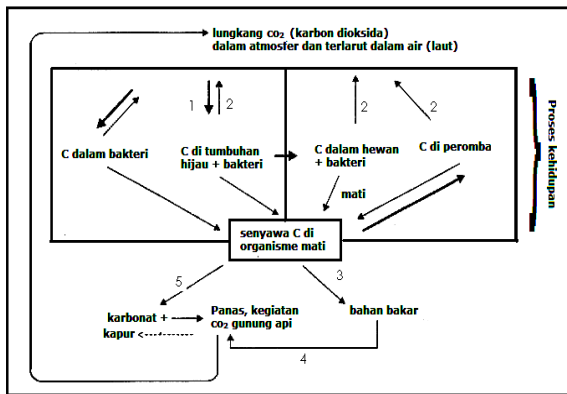 lungkang co₂ (karbon dioksida)
dalam atmosfer dan terlarut dalam air (laut)
1
2
2
2
C dalam bakteri
C di tumbuhan
hijau + bakteri
C dalam hewan
+ bakteri
C di peromba
mati
Proses kehidupan
senyawa C di
organisme mati
5
3
karbonat +
kapur
Panas, kegiatan
co₂ gunung api
bahan bakar
4